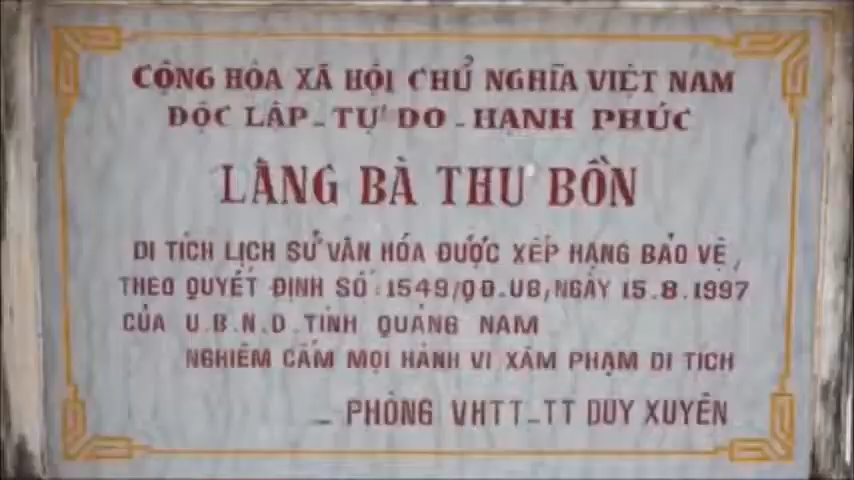 CỘNG HÒA XÃ HỘI CHỦ NGHĨA VIỆT NAM
ĐỘC LẬP - TỰ DO - HẠNH PHÚC
LĂNG BÀ THU BỒN
DI TÍCH LỊCH SỬ VĂN HÓA ĐƯỢC XẾP HẠNG BẢO VỆ,
THEO QUYẾT ĐỊNH SỐ 1549/QĐ-UB, NGÀY 15.8.1997
CỦA U.B.N.D. TỈNH QUẢNG NAM
NGHIÊM CẤM MỌI HÀNH VI XÂM PHẠM DI TÍCH
- PHÒNG VHTT-TT DUY XUYÊN